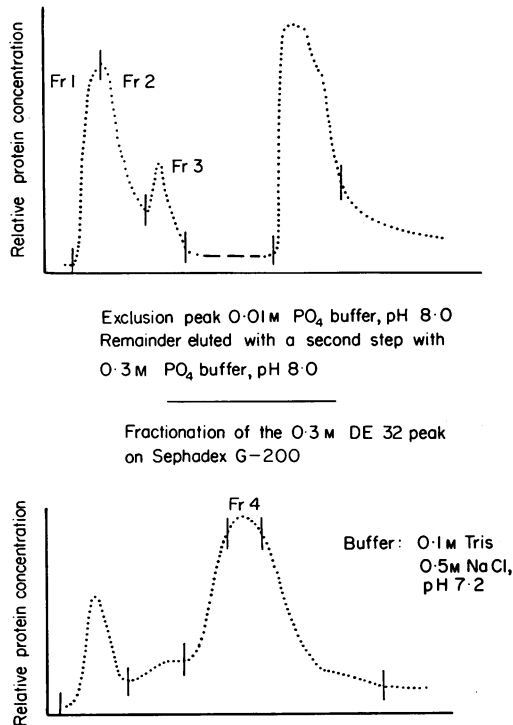 Relative protein concentration
Fr 1
Fr 2
Fr 3
Exclusion peak 0·01 M PO4 buffer, pH 8·0
Remainder eluted with a second step with
0·3 M PO4 buffer, pH 8·0
Fractionation of the 0·3 M DE 32 peak
on Sephadex G-200
Relative protein concentration
Fr 4
Buffer: 0·1 M Tris
0·5 M NaCl,
pH 7·2